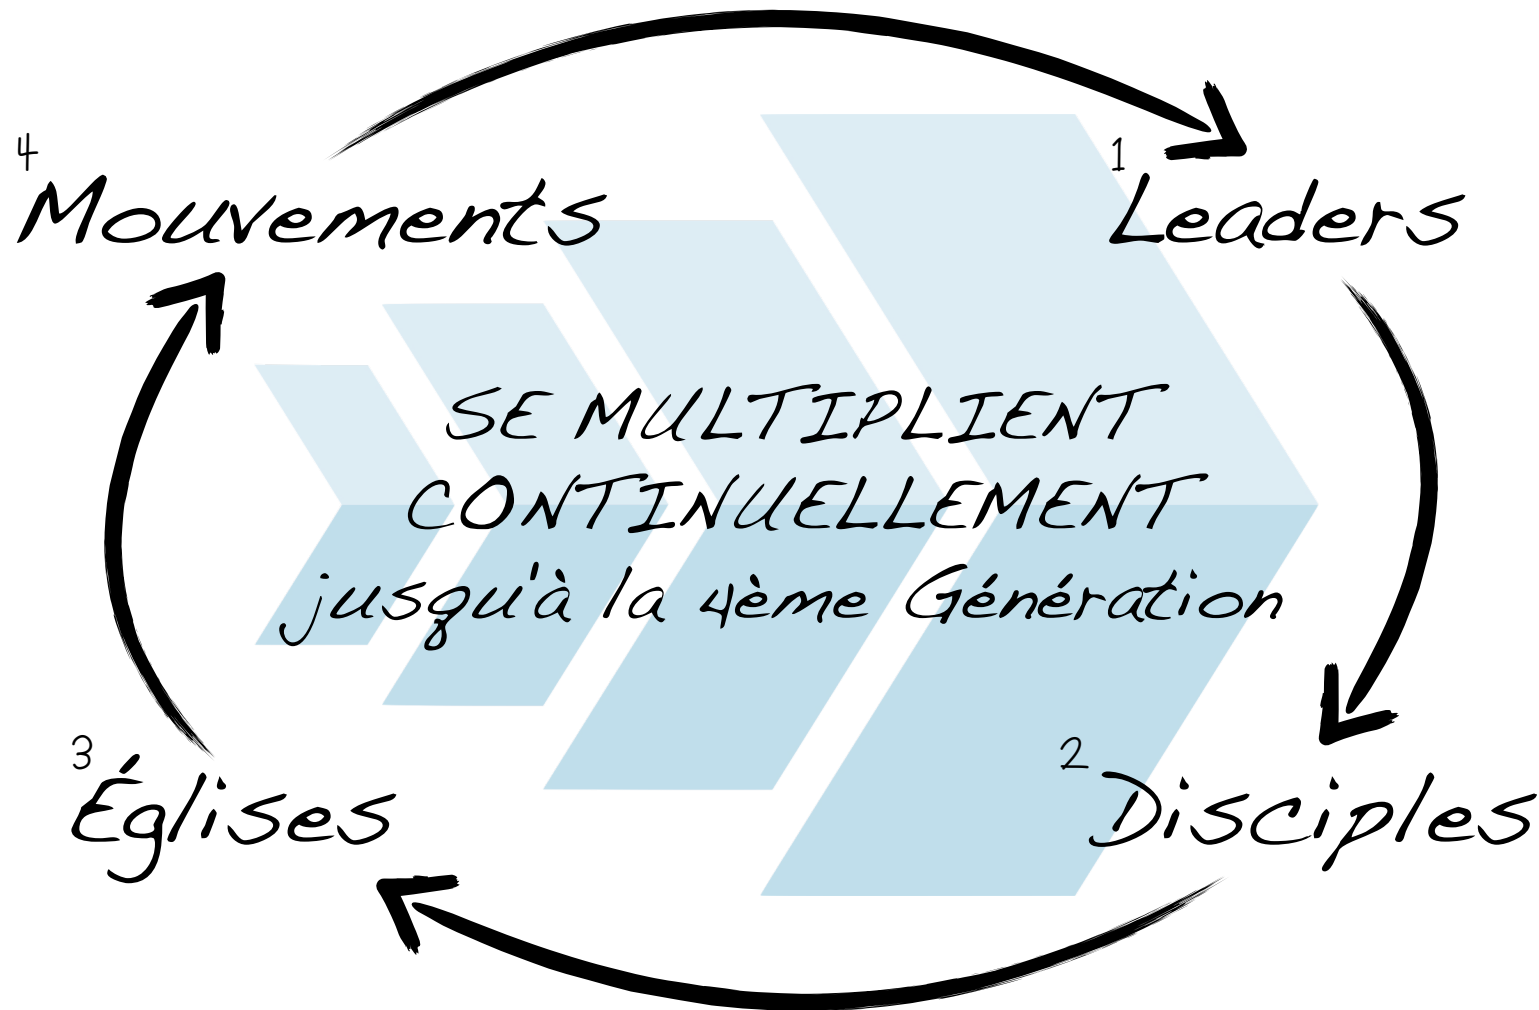 4
Mouvements
1
Leaders
SE MULTIPLIENT
CONTINUELLEMENT
jusqu'à la 4ème Génération
3
Églises
2
Disciples